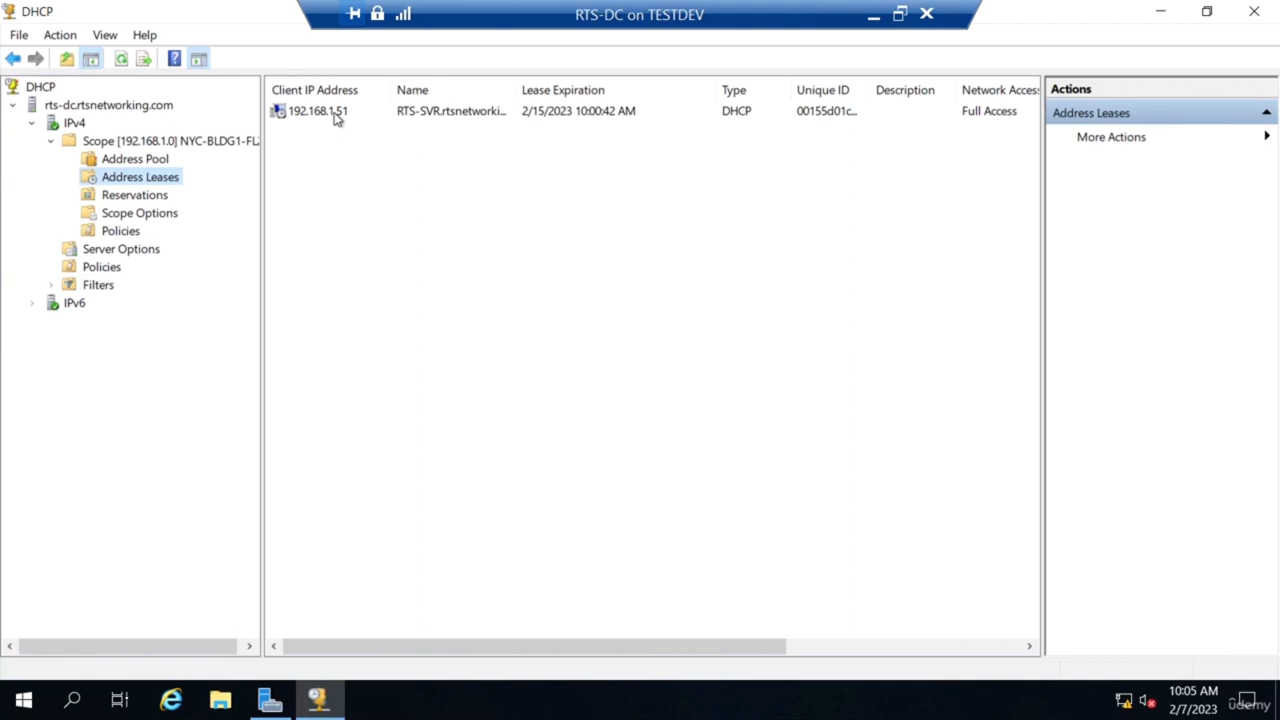 DHCP
RTS-DC on TESTDEV
File Action View Help
DHCP
rts-dc.rtsnetworking.com
IPv4
Scope [192.168.1.0] NYC-BLDG1-FL
Address Pool
Address Leases
Reservations
Scope Options
Policies
Server Options
Policies
Filters
IPv6
Client IP Address Name Lease Expiration Type Unique ID Description Network Access
192.168.1.51 RTS-SVR.rtsnetworki... 2/15/2023 10:00:42 AM DHCP 00155d01c... Full Access
Actions
Address Leases
More Actions
10:05 AM
2/7/2023
ûdemy